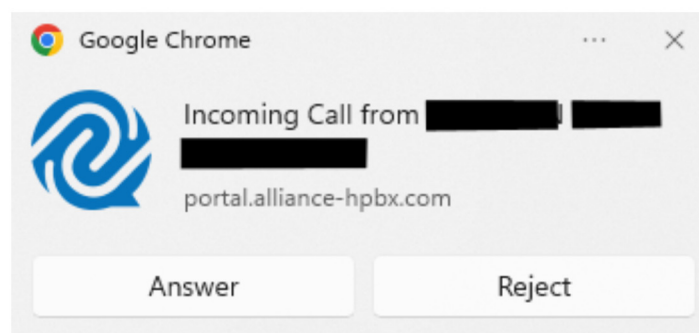 Google Chrome
Incoming Call from
portal.alliance-hpbx.com
Answer
Reject